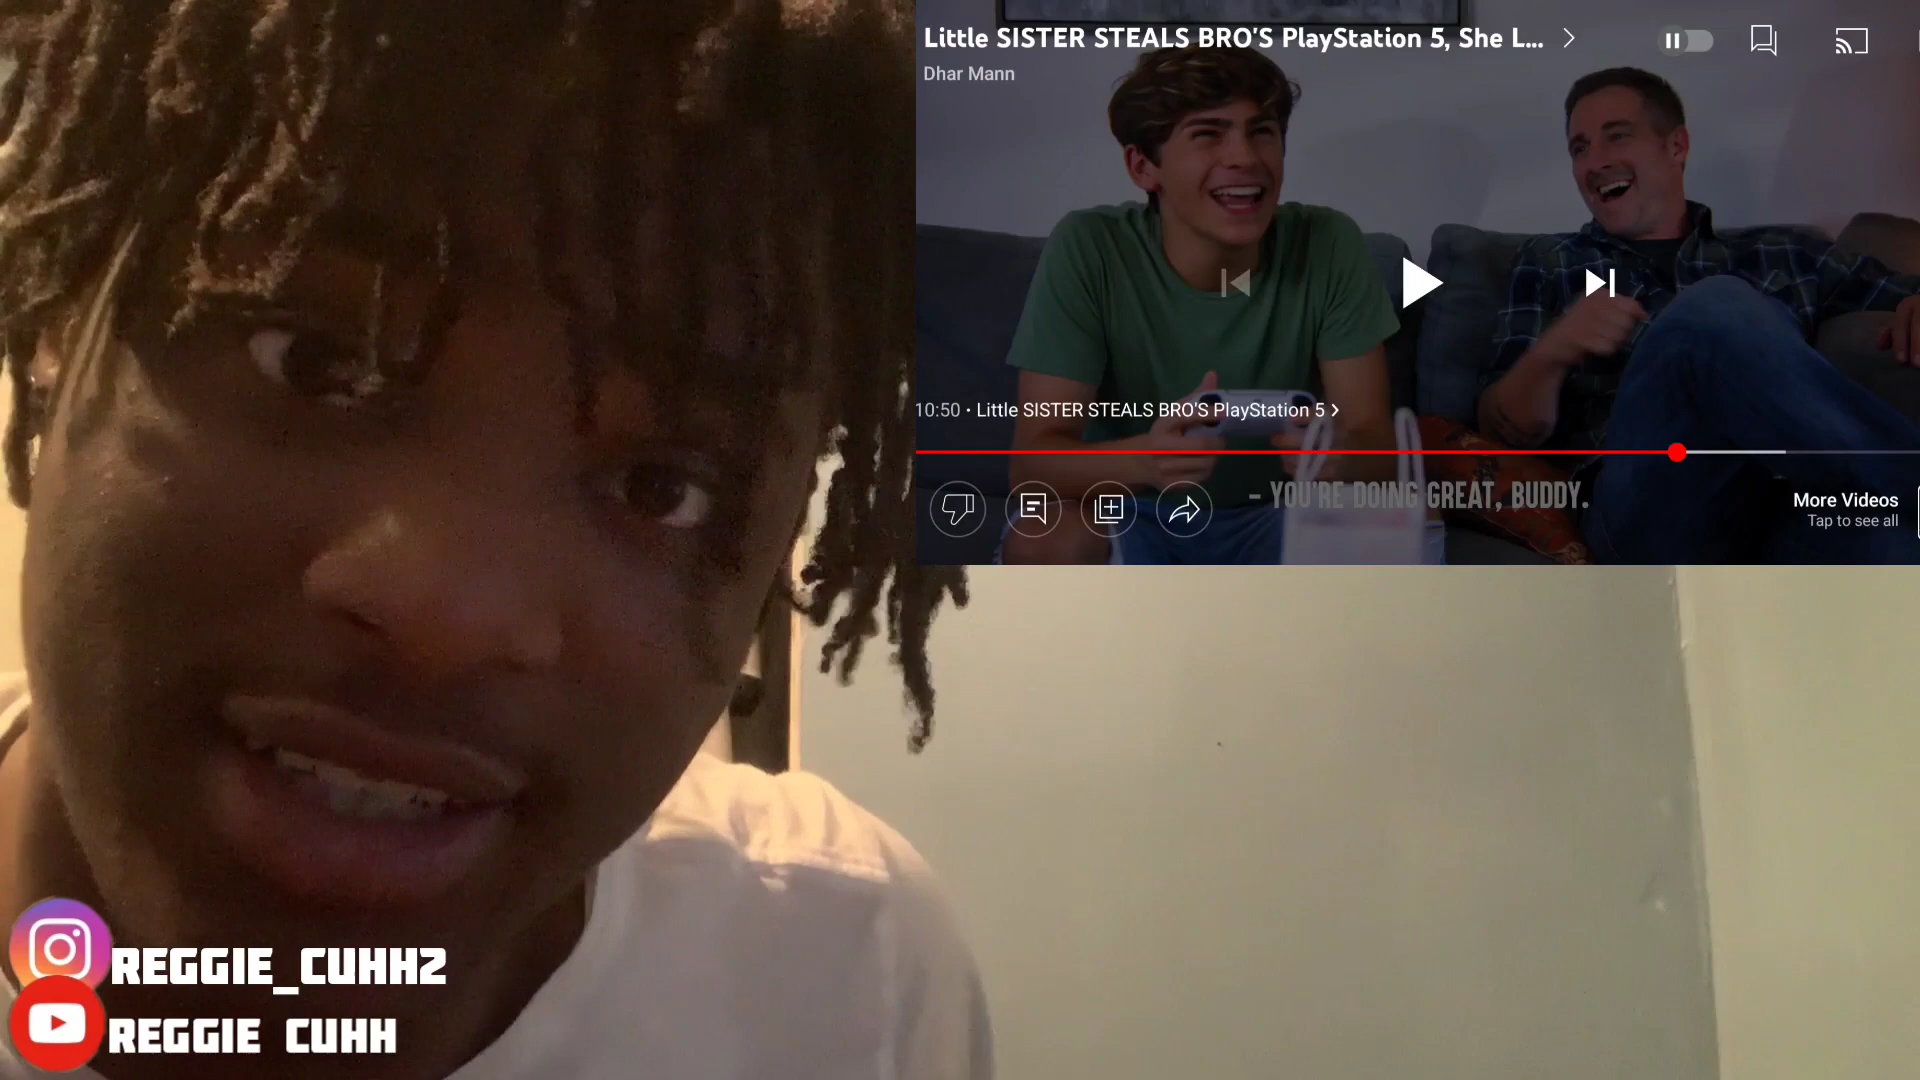 Little SISTER STEALS BRO'S PlayStation 5, She L...
Dhar Mann
10:50 • Little SISTER STEALS BRO'S PlayStation 5
- YOU'RE DOING GREAT, BUDDY.
More Videos
Tap to see all
REGGIE_CUHH2
REGGIE CUHH